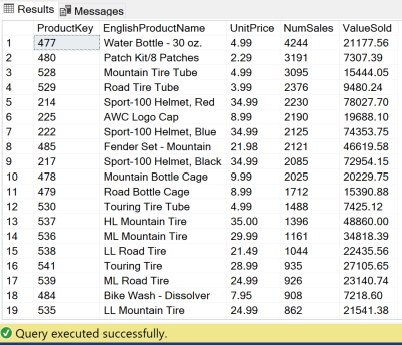 Results Messages
ProductKey EnglishProductName UnitPrice NumSales ValueSold
1 477 Water Bottle - 30 oz. 4.99 4244 21177.56
2 480 Patch Kit/8 Patches 2.29 3191 7307.39
3 528 Mountain Tire Tube 4.99 3095 15444.05
4 529 Road Tire Tube 3.99 2376 9480.24
5 214 Sport-100 Helmet, Red 34.99 2230 78027.70
6 225 AWC Logo Cap 8.99 2190 19688.10
7 222 Sport-100 Helmet, Blue 34.99 2125 74353.75
8 485 Fender Set - Mountain 21.98 2121 46619.58
9 217 Sport-100 Helmet, Black 34.99 2085 72954.15
10 478 Mountain Bottle Cage 9.99 2025 20229.75
11 479 Road Bottle Cage 8.99 1712 15390.88
12 530 Touring Tire Tube 4.99 1488 7425.12
13 537 HL Mountain Tire 35.00 1396 48860.00
14 536 ML Mountain Tire 29.99 1161 34818.39
15 538 LL Road Tire 21.49 1044 22435.56
16 541 Touring Tire 28.99 935 27105.65
17 539 ML Road Tire 24.99 926 23140.74
18 484 Bike Wash - Dissolver 7.95 908 7218.60
19 535 LL Mountain Tire 24.99 862 21541.38
Query executed successfully.